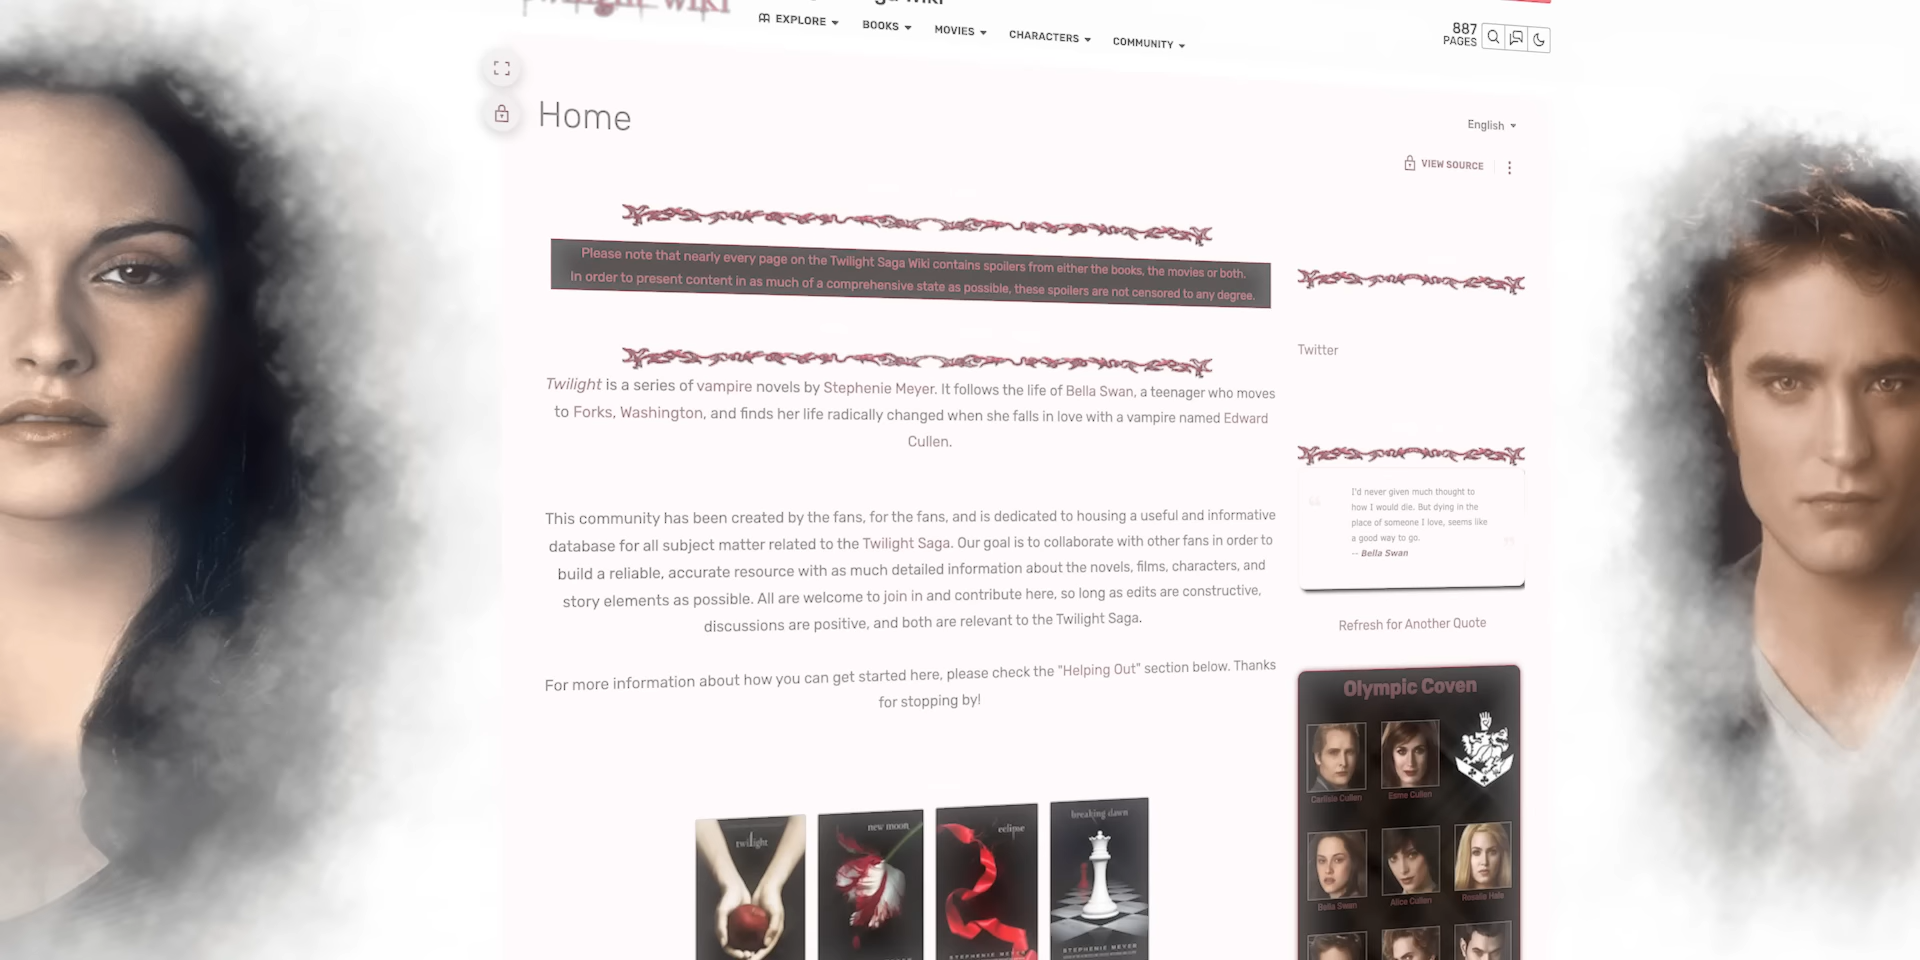 EXPLORE
BOOKS
MOVIES
CHARACTERS
COMMUNITY
887
PAGES
Home
English
VIEW SOURCE
Please note that nearly every page on the Twilight Saga Wiki contains spoilers from either the books, the movies or both.
In order to present content in as much of a comprehensive state as possible, these spoilers are not censored to any degree.
Twilight is a series of vampire novels by Stephenie Meyer. It follows the life of Bella Swan, a teenager who moves
to Forks, Washington, and finds her life radically changed when she falls in love with a vampire named Edward
Cullen.
This community has been created by the fans, for the fans, and is dedicated to housing a useful and informative
database for all subject matter related to the Twilight Saga. Our goal is to collaborate with other fans in order to
build a reliable, accurate resource with as much detailed information about the novels, films, characters, and
story elements as possible. All are welcome to join in and contribute here, so long as edits are constructive,
discussions are positive, and both are relevant to the Twilight Saga.
For more information about how you can get started here, please check the "Helping Out" section below. Thanks
for stopping by!
twilight
new moon
eclipse
breaking dawn
STEPHENIE MEYER
Twitter
I'd never given much thought to
how I would die. But dying in the
place of someone I love, seems like
a good way to go.
-- Bella Swan
Refresh for Another Quote
Olympic Coven
Carlisle Cullen
Esme Cullen
Bella Swan
Alice Cullen
Rosalie Hale